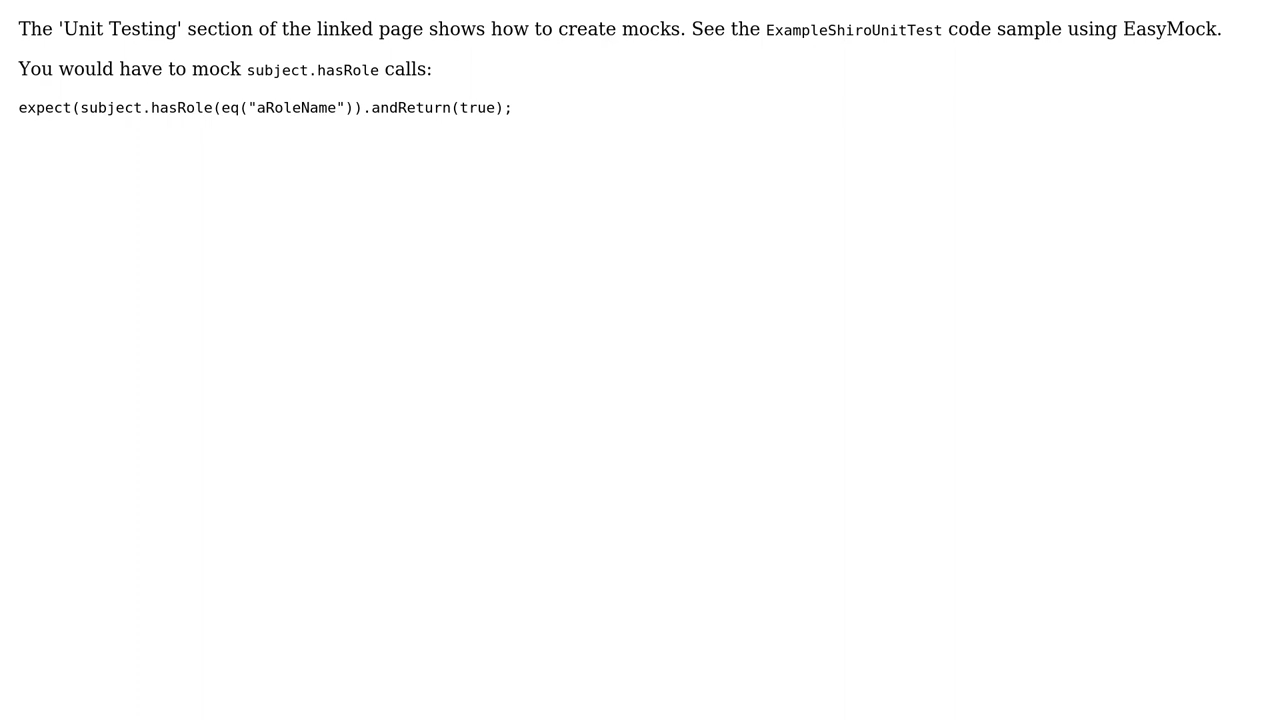 The 'Unit Testing' section of the linked page shows how to create mocks. See the ExampleShiroUnitTest code sample using EasyMock.
You would have to mock subject.hasRole calls:
expect(subject.hasRole(eq("aRoleName")).andReturn(true);